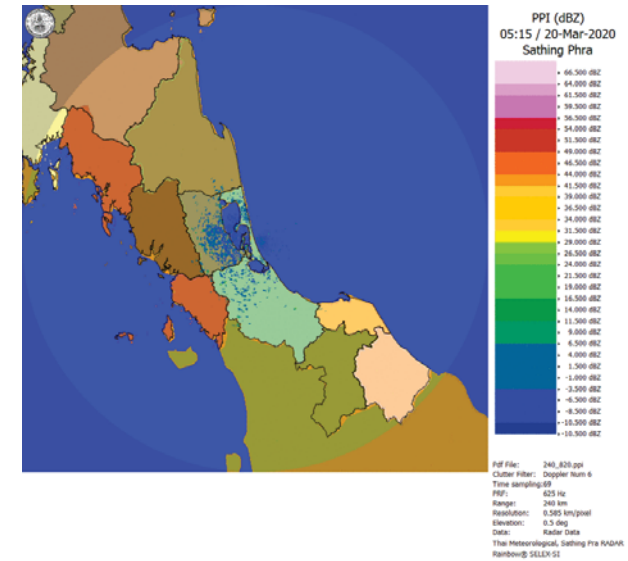 PPI (dBZ)
05:15 / 20-Mar-2020
Sathing Phra
66.500 dBZ
64.000 dBZ
61.500 dBZ
59.500 dBZ
56.500 dBZ
54.000 dBZ
51.500 dBZ
49.000 dBZ
46.500 dBZ
44.000 dBZ
41.500 dBZ
39.000 dBZ
36.500 dBZ
34.000 dBZ
31.500 dBZ
29.000 dBZ
26.500 dBZ
24.000 dBZ
21.500 dBZ
19.000 dBZ
16.500 dBZ
14.000 dBZ
11.500 dBZ
9.000 dBZ
6.500 dBZ
4.000 dBZ
1.500 dBZ
-1.000 dBZ
-3.500 dBZ
-6.500 dBZ
-8.500 dBZ
-10.500 dBZ
-10.500 dBZ
Pdf File: 240_820.ppi
Clutter Filter: Doppler Num 6
Time sampling:69
PRF: 625 Hz
Range: 240 km
Resolution: 0.585 km/pixel
Elevation: 0.5 deg
Data: Radar Data
Thai Meteorological, Sathing Pra RADAR
Rainbow® SELEX-SI